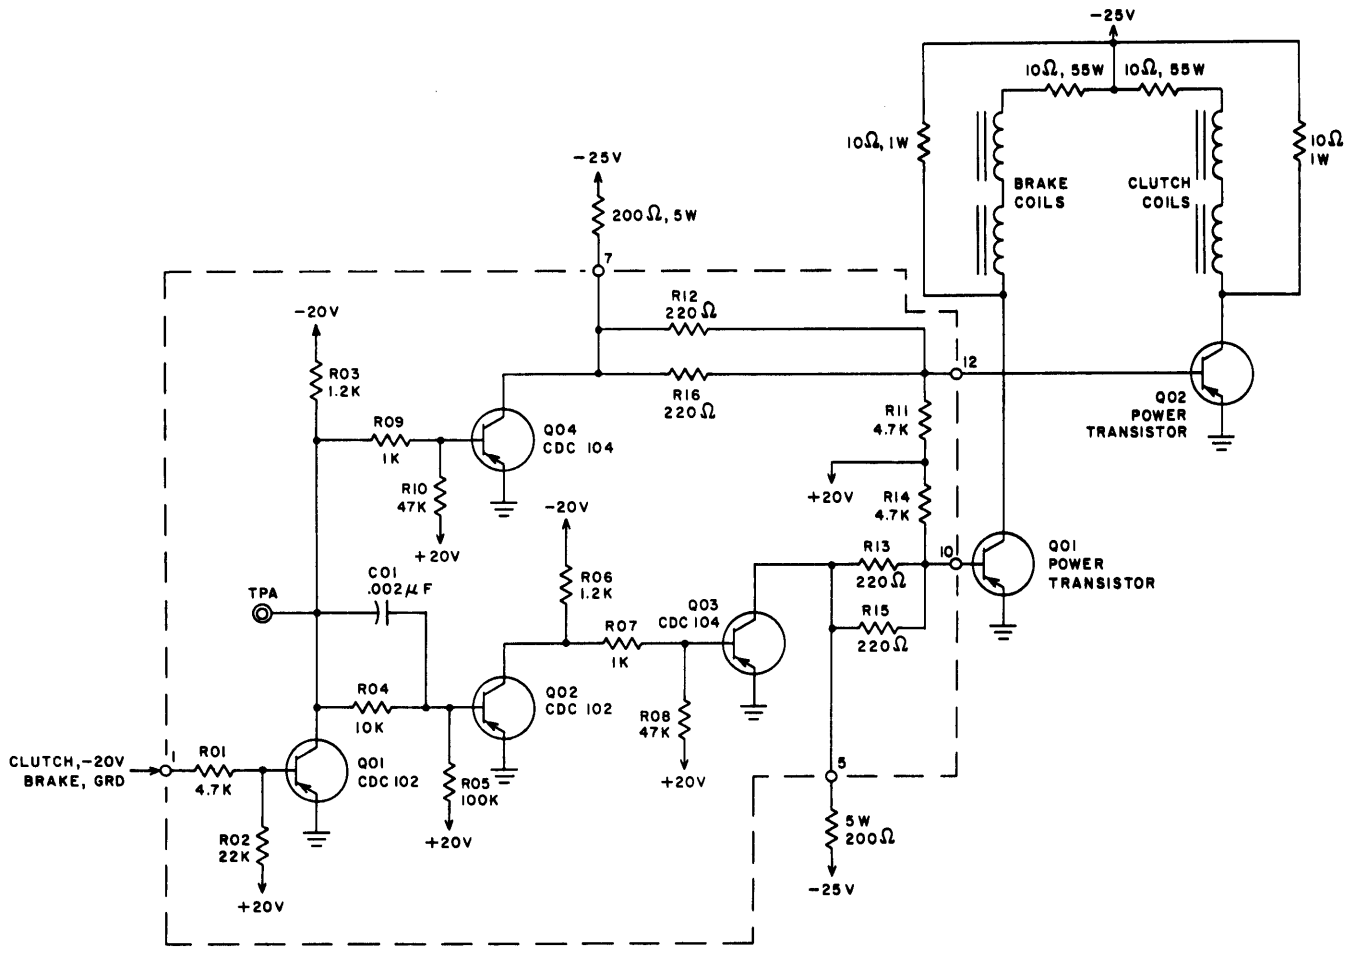 -25V
10Ω, 55W
10Ω, 55W
10Ω, 1W
10Ω
1W
BRAKE
COILS
CLUTCH
COILS
-25V
200Ω, 5W
7
R12
220Ω
-20V
R03
1.2K
R16
220Ω
12
R09
1K
Q04
CDC 104
R11
4.7K
Q02
POWER
TRANSISTOR
R10
47K
+20V
-20V
+20V
R14
4.7K
C01
.002µF
TPA
R06
1.2K
R13
220Ω
10
Q01
POWER
TRANSISTOR
R07
1K
Q03
CDC 104
R15
220Ω
R04
10K
Q02
CDC 102
R08
47K
+20V
CLUTCH,-20V
BRAKE, GRD
1
R01
4.7K
Q01
CDC 102
R05
100K
+20V
5
R02
22K
+20V
5W
200Ω
-25V